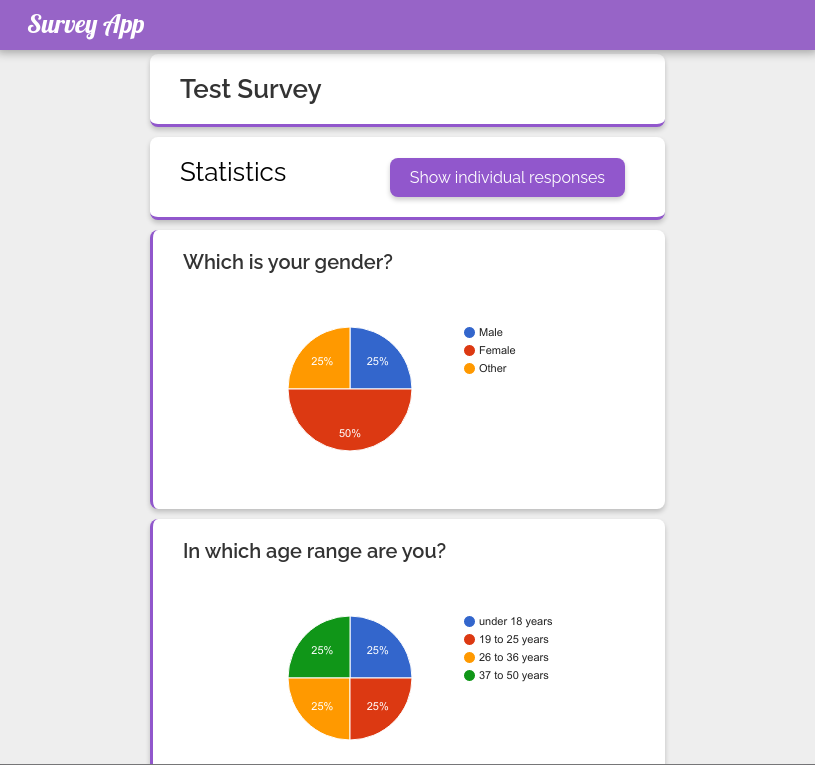 Survey App
Test Survey
Statistics
Show individual responses
Which is your gender?
25%
25%
50%
Male
Female
Other
In which age range are you?
25%
25%
25%
25%
under 18 years
19 to 25 years
26 to 36 years
37 to 50 years